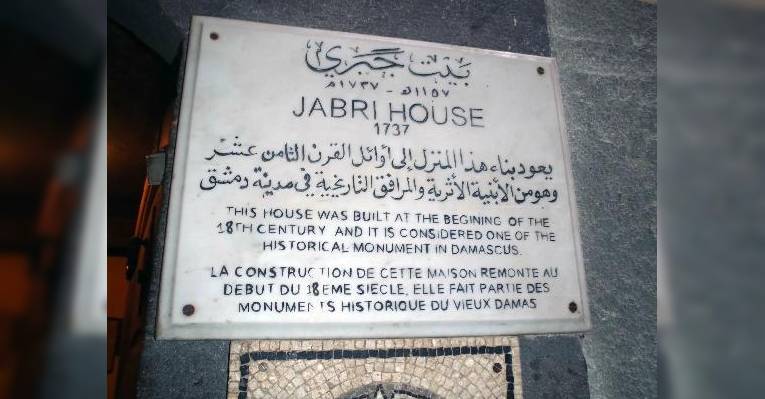 بيت جبري
١١٥٧هـ - ١٧٣٧م
JABRI HOUSE
1737
يعود بناء هذا المنزل إلى أوائل القرن الثامن عشر
وهو من الأبنية الأثرية والمرافق التاريخية في مدينة دمشق
THIS HOUSE WAS BUILT AT THE BEGINING OF THE
18TH CENTURY AND IT IS CONSIDERED ONE OF THE
HISTORICAL MONUMENT IN DAMASCUS.
LA CONSTRUCTION DE CETTE MAISON REMONTE AU
DEBUT DU 18EME SIECLE, ELLE FAIT PARTIE DES
MONUMENTS HISTORIQUE DU VIEUX DAMAS